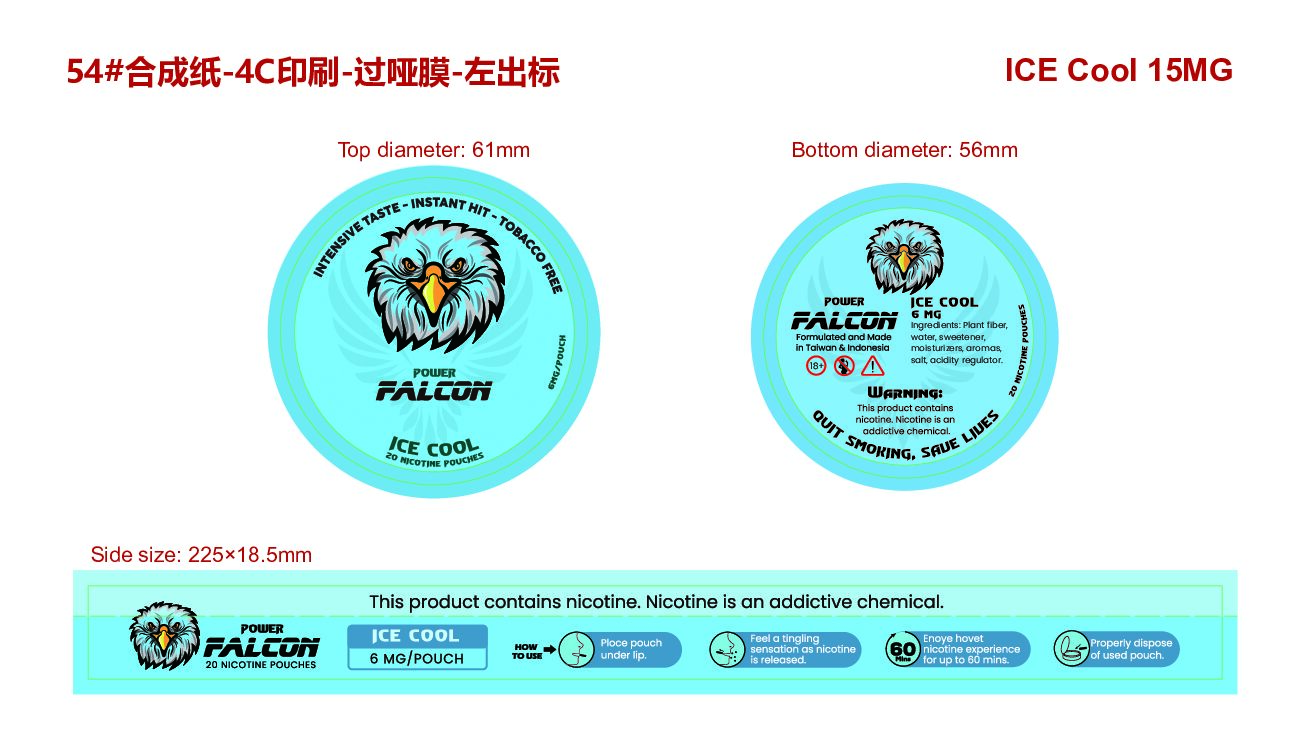 54#合成纸-4C印刷-过哑膜-左出标
ICE Cool 15MG
Top diameter: 61mm
Bottom diameter: 56mm
INTENSIVE TASTE - INSTANT HIT - TOBACCO FREE
6MG/POUCH
POWER
FALCON
ICE COOL
20 NICOTINE POUCHES
POWER
FALCON
Formulated and Made
in Taiwan & Indonesia
18+
ICE COOL
6 MG
Ingredients: Plant fiber,
water, sweetener,
moisturizers, aromas,
salt, acidity regulator.
20 NICOTINE POUCHES
WARNING:
This product contains
nicotine. Nicotine is an
addictive chemical.
QUIT SMOKING, SAVE LIVES
Side size: 225×18.5mm
This product contains nicotine. Nicotine is an addictive chemical.
POWER
FALCON
20 NICOTINE POUCHES
ICE COOL
6 MG/POUCH
HOW
TO USE
Ploce pouch
under lip.
Feel a tingling
sensation as nicotine
is released.
60
Mins
Enoye hovet
nicotine experience
for up to 60 mins.
Properly dispose
of used pouch.